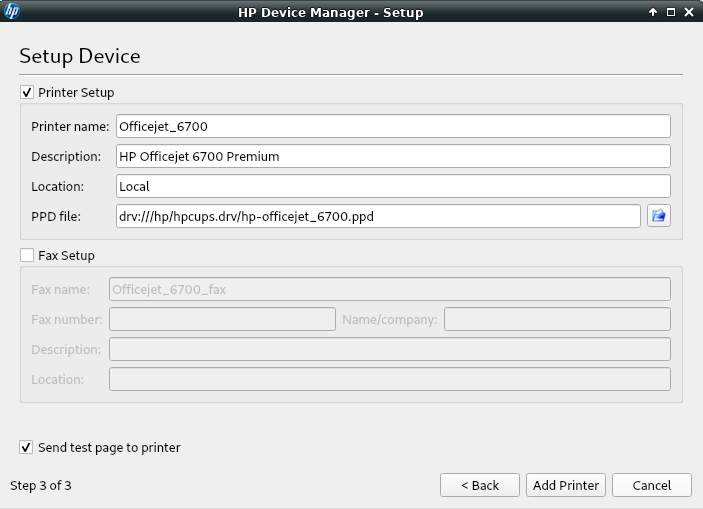 hp HP Device Manager - Setup
Setup Device
Printer Setup
Printer name: Officejet_6700
Description: HP Officejet 6700 Premium
Location: Local
PPD file: drv:///hp/hpcups.drv/hp-officejet_6700.ppd
Fax Setup
Fax name: Officejet_6700_fax
Fax number: Name/company:
Description:
Location:
Send test page to printer
Step 3 of 3 < Back Add Printer Cancel